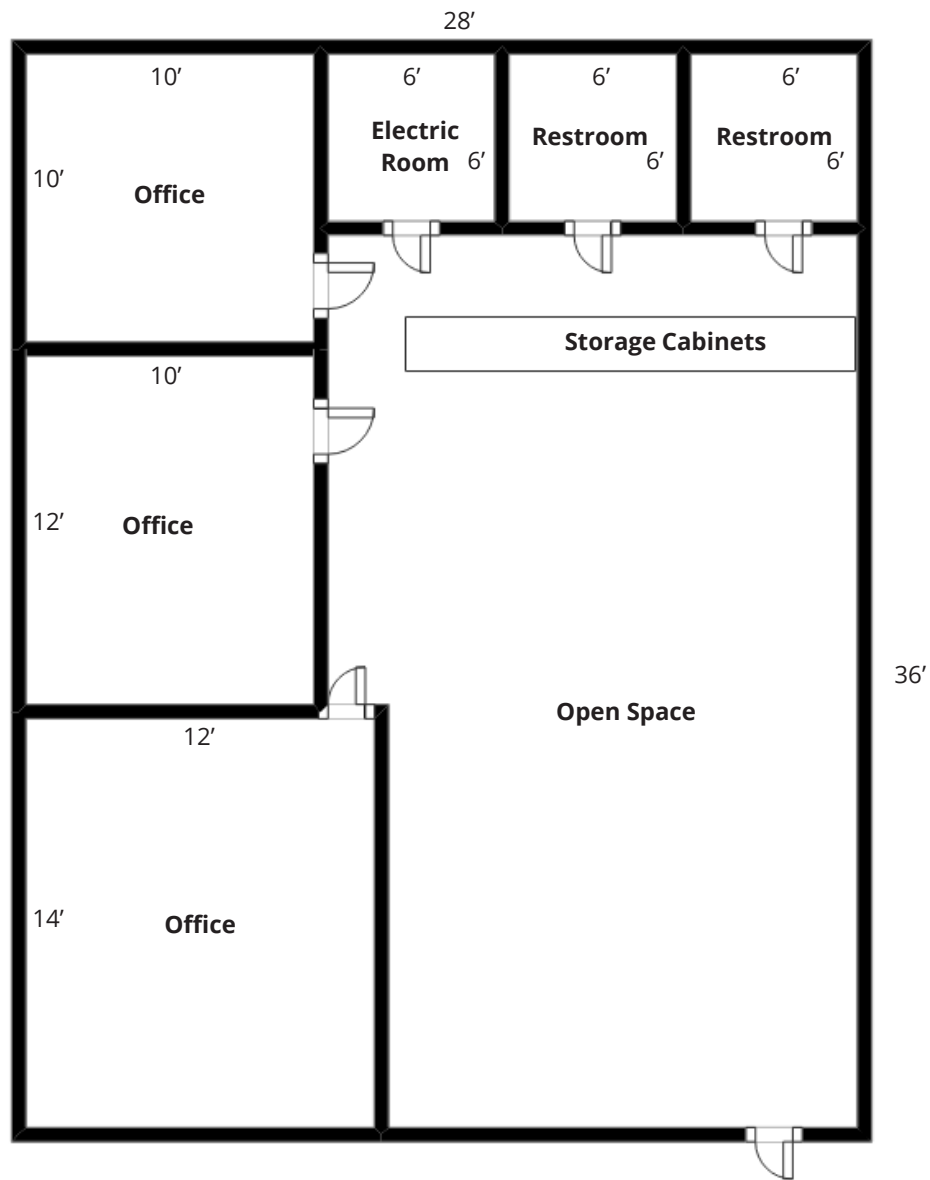 28’
10’
6’
6’
6’
Electric
Room
6’
Restroom
6’
Restroom
6’
10’
Office
Storage Cabinets
10’
12’
Office
36’
Open Space
12’
14’
Office